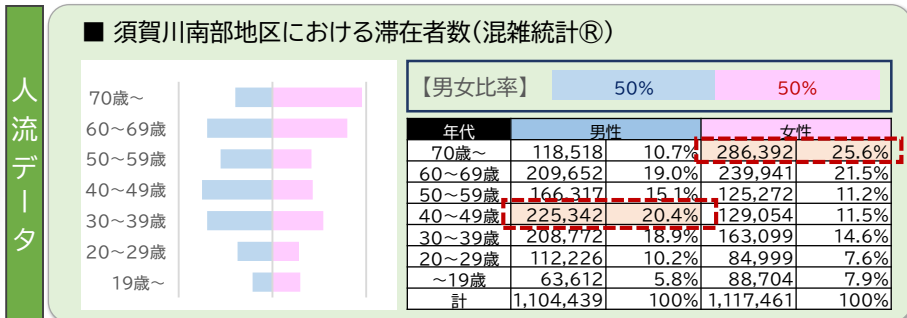 人流データ
■ 須賀川南部地区における滞在者数(混雑統計®)
70歳~
60~69歳
50~59歳
40~49歳
30~39歳
20~29歳
19歳~
【男女比率】 50% 50%
年代 男性 女性
70歳~ 118,518 10.7% 286,392 25.6%
60~69歳 209,652 19.0% 239,941 21.5%
50~59歳 166,317 15.1% 125,272 11.2%
40~49歳 225,342 20.4% 129,054 11.5%
30~39歳 208,772 18.9% 163,099 14.6%
20~29歳 112,226 10.2% 84,999 7.6%
~19歳 63,612 5.8% 88,704 7.9%
計 1,104,439 100% 1,117,461 100%